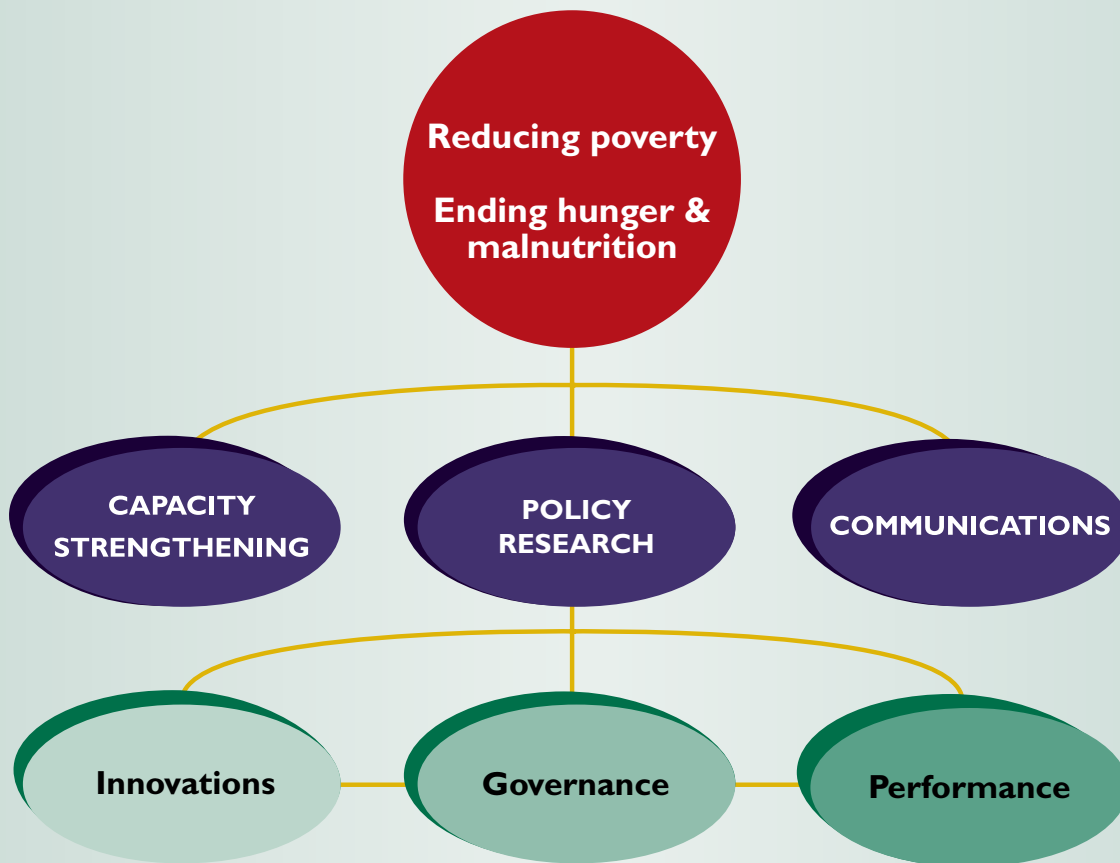 Reducing poverty
Ending hunger &
malnutrition
CAPACITY
STRENGTHENING
POLICY
RESEARCH
COMMUNICATIONS
Innovations
Governance
Performance